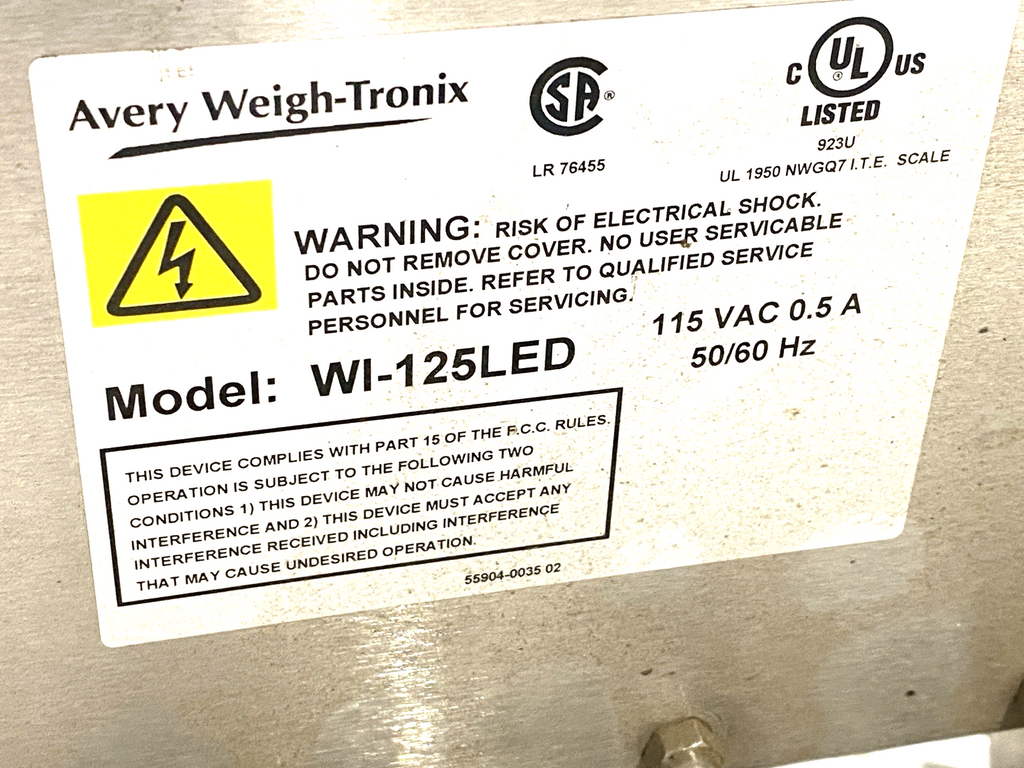 Avery Weigh-Tronix
SA ®
LR 76455
C UL ® US
LISTED
923U
UL 1950 NWGQ7 I.T.E. SCALE
WARNING: RISK OF ELECTRICAL SHOCK.
DO NOT REMOVE COVER. NO USER SERVICABLE
PARTS INSIDE. REFER TO QUALIFIED SERVICE
PERSONNEL FOR SERVICING.
115 VAC 0.5 A
50/60 Hz
Model: WI-125LED
THIS DEVICE COMPLIES WITH PART 15 OF THE F.C.C. RULES.
OPERATION IS SUBJECT TO THE FOLLOWING TWO
CONDITIONS 1) THIS DEVICE MAY NOT CAUSE HARMFUL
INTERFERENCE AND 2) THIS DEVICE MUST ACCEPT ANY
INTERFERENCE RECEIVED INCLUDING INTERFERENCE
THAT MAY CAUSE UNDESIRED OPERATION.
55904-0035 02